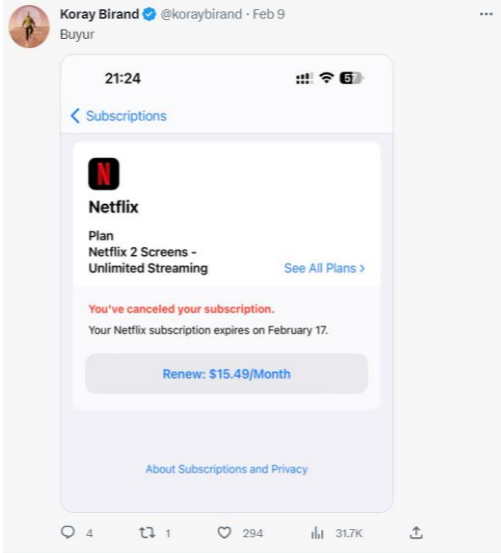 Koray Birand @koraybirand · Feb 9
Buyur
21:24
57
Subscriptions
N
Netflix
Plan
Netflix 2 Screens -
Unlimited Streaming
See All Plans >
You've canceled your subscription.
Your Netflix subscription expires on February 17.
Renew: $15.49/Month
About Subscriptions and Privacy
4 1 294 31.7K